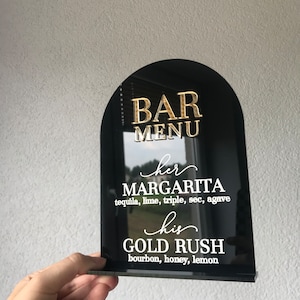 BAR
MENU
her
MARGARITA
tequila, lime, triple, sec, agave
his
GOLD RUSH
bourbon, honey, lemon